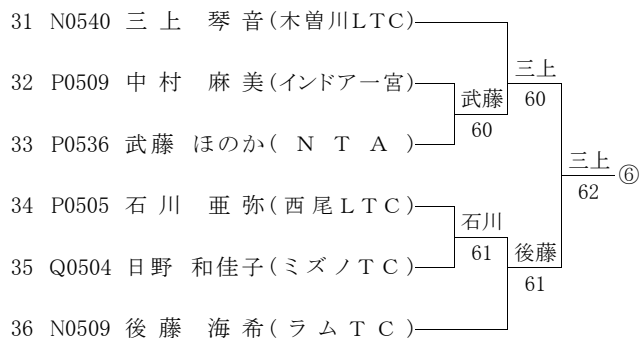 31 N0540 三上 琴音(木曽川LTC)
三上
32 P0509 中村 麻美(インドアー宮)
武藤
60
60
33 P0536 武藤 ほのか(NTA)
三上
⑥
62
34 P0505 石川 亜弥(西尾LTC)
石川
61
後藤
35 Q0504 日野 和佳子(ミズノTC)
61
36 N0509 後藤 海希(ラムTC)